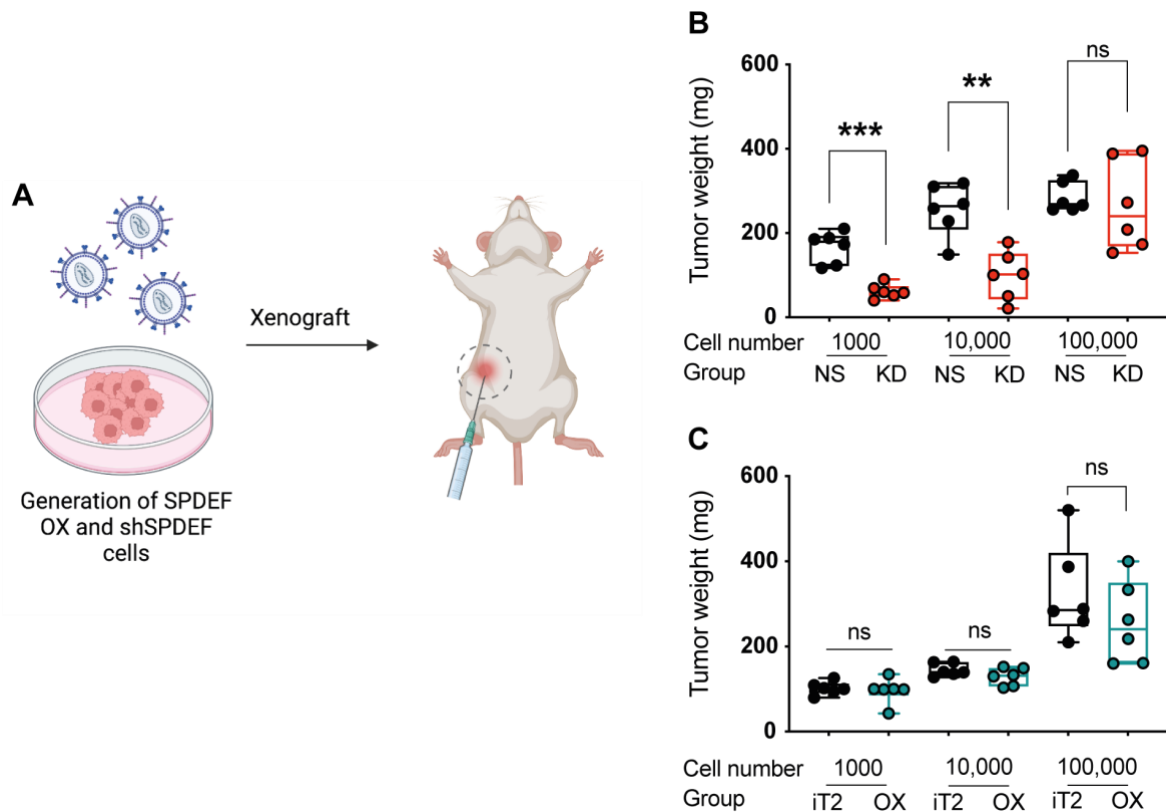 A
Xenograft
Generation of SPDEF
OX and shSPDEF
cells
B
Tumor weight (mg)
600
400
200
0
***
**
ns
Cell number 1000 10,000 100,000
Group NS KD NS KD NS KD
C
Tumor weight (mg)
600
400
200
0
ns
ns
ns
Cell number 1000 10,000 100,000
Group iT2 OX iT2 OX iT2 OX